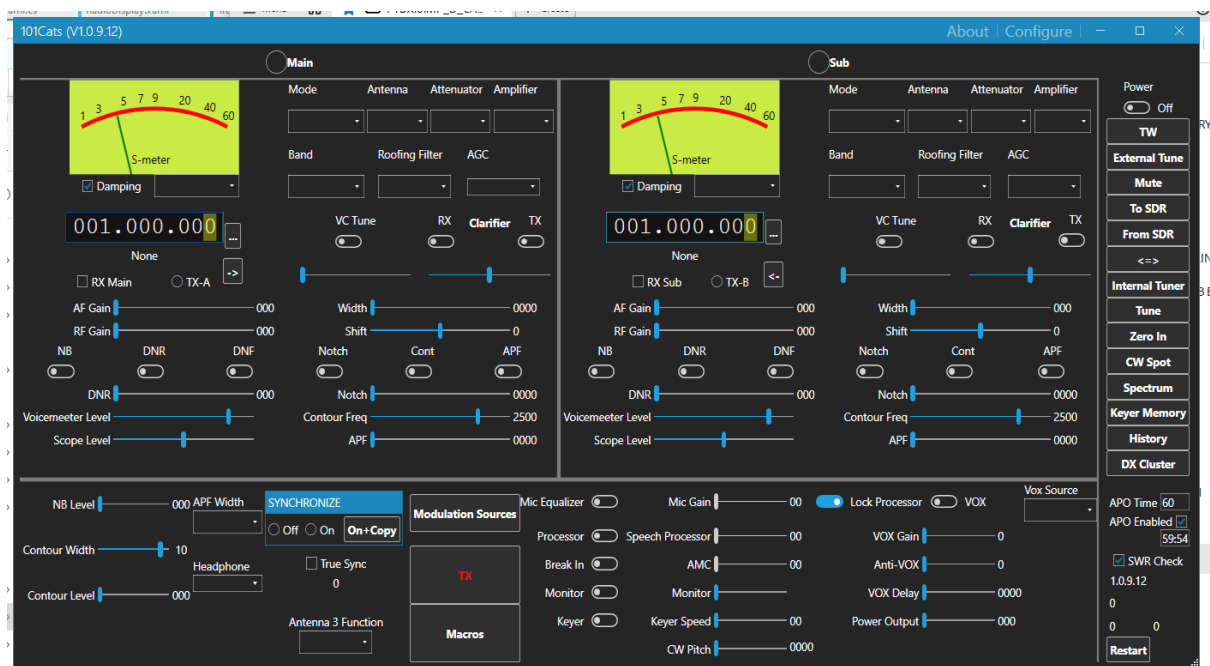 101Cats (V1.0.9.12)
About | Configure |
Main
Sub
1 3 5 7 9 20 40 60
S-meter
Damping
Mode Antenna Attenuator Amplifier
Band Roofing Filter AGC
001.000.000
...
None
->
RX Main TX-A
VC Tune RX Clarifier TX
AF Gain 000
RF Gain 000
Width 0000
Shift 0
NB DNR DNF Notch Cont APF
DNR 000
Notch 0000
Voicemeeter Level
Contour Freq 2500
Scope Level
APF 0000
1 3 5 7 9 20 40 60
S-meter
Damping
Mode Antenna Attenuator Amplifier
Band Roofing Filter AGC
001.000.000
...
None
<-
RX Sub TX-B
VC Tune RX Clarifier TX
AF Gain 000
RF Gain 000
Width 000
Shift 0
NB DNR DNF Notch Cont APF
DNR 000
Notch 0000
Voicemeeter Level
Contour Freq 2500
Scope Level
APF 0000
Power
Off
TW
External Tune
Mute
To SDR
From SDR
<=>
Internal Tuner
Tune
Zero In
CW Spot
Spectrum
Keyer Memory
History
DX Cluster
NB Level 000
APF Width
Contour Width 10
Headphone
Contour Level 000
SYNCHRONIZE
Off On On+Copy
True Sync
0
Antenna 3 Function
Modulation Sources
TX
Macros
Mic Equalizer
Processor
Break In
Monitor
Keyer
Mic Gain 00
Speech Processor 00
AMC 00
Monitor
Keyer Speed 00
CW Pitch 0000
Lock Processor VOX
Vox Source
VOX Gain 0
Anti-VOX 0
VOX Delay 0000
Power Output 000
APO Time 60
APO Enabled
59:54
SWR Check
1.0.9.12
0
0 0
Restart